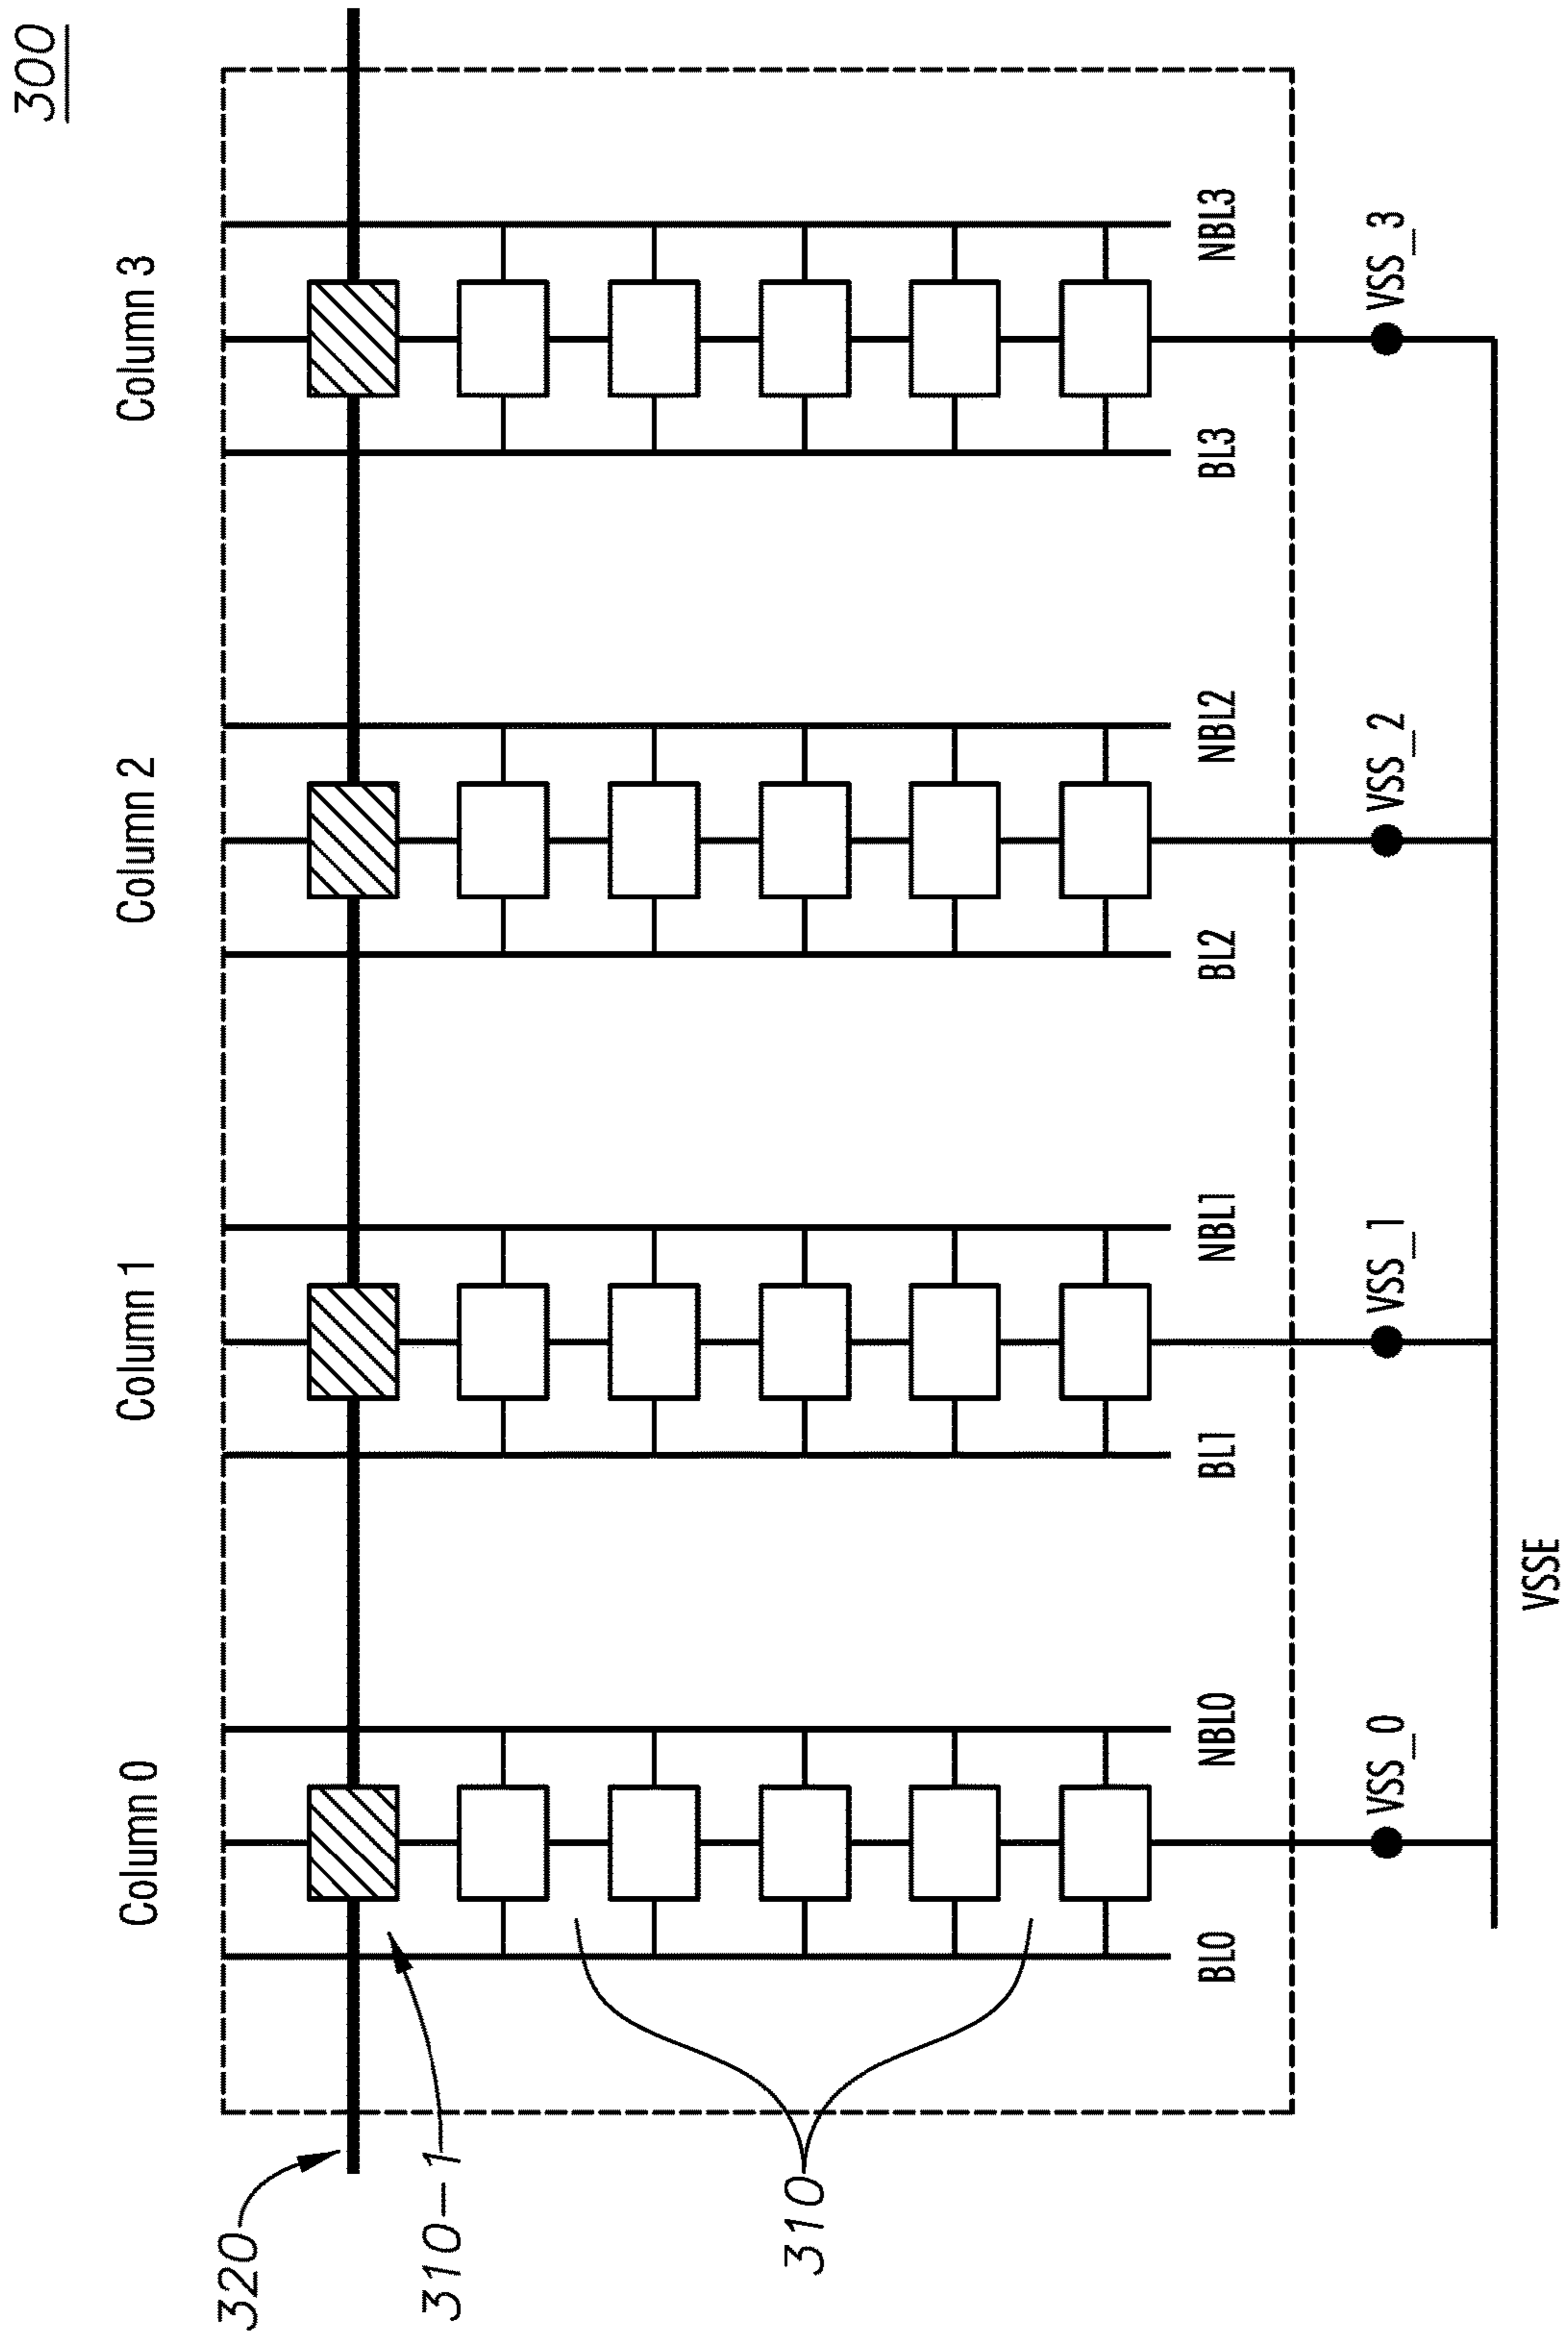 300
Column 0
Column 1
Column 2
Column 3
320
310-1
310
BL0
NBL0
BL1
NBL1
BL2
NBL2
BL3
NBL3
VSS_0
VSS_1
VSS_2
VSS_3
VSSE